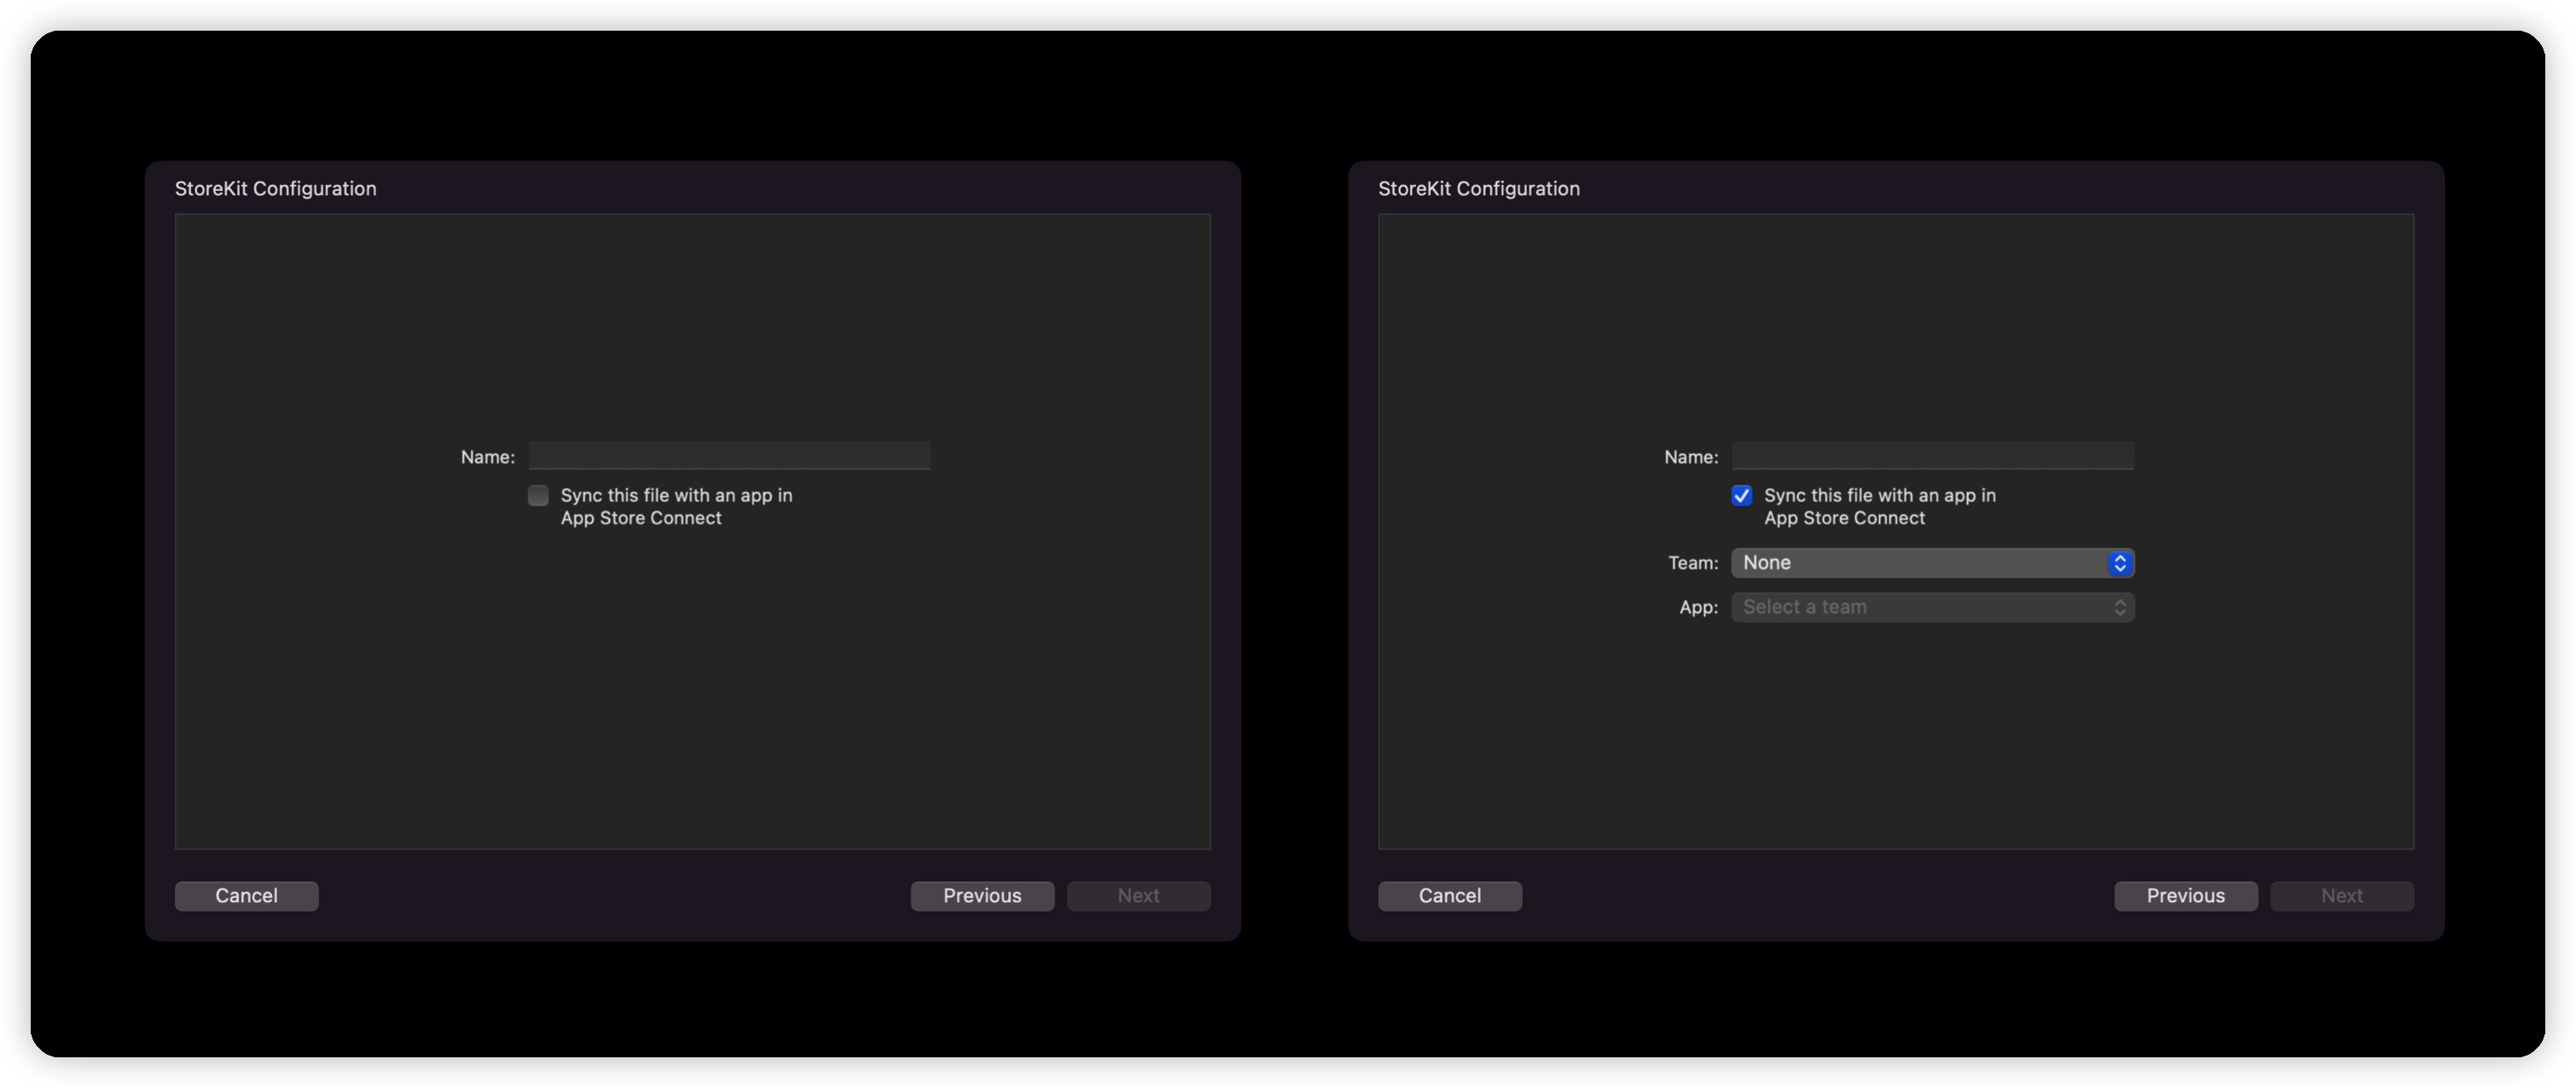 StoreKit Configuration
Name:
Sync this file with an app in
App Store Connect
Cancel
Previous
Next
StoreKit Configuration
Name:
Sync this file with an app in
App Store Connect
Team: None
App: Select a team
Cancel
Previous
Next